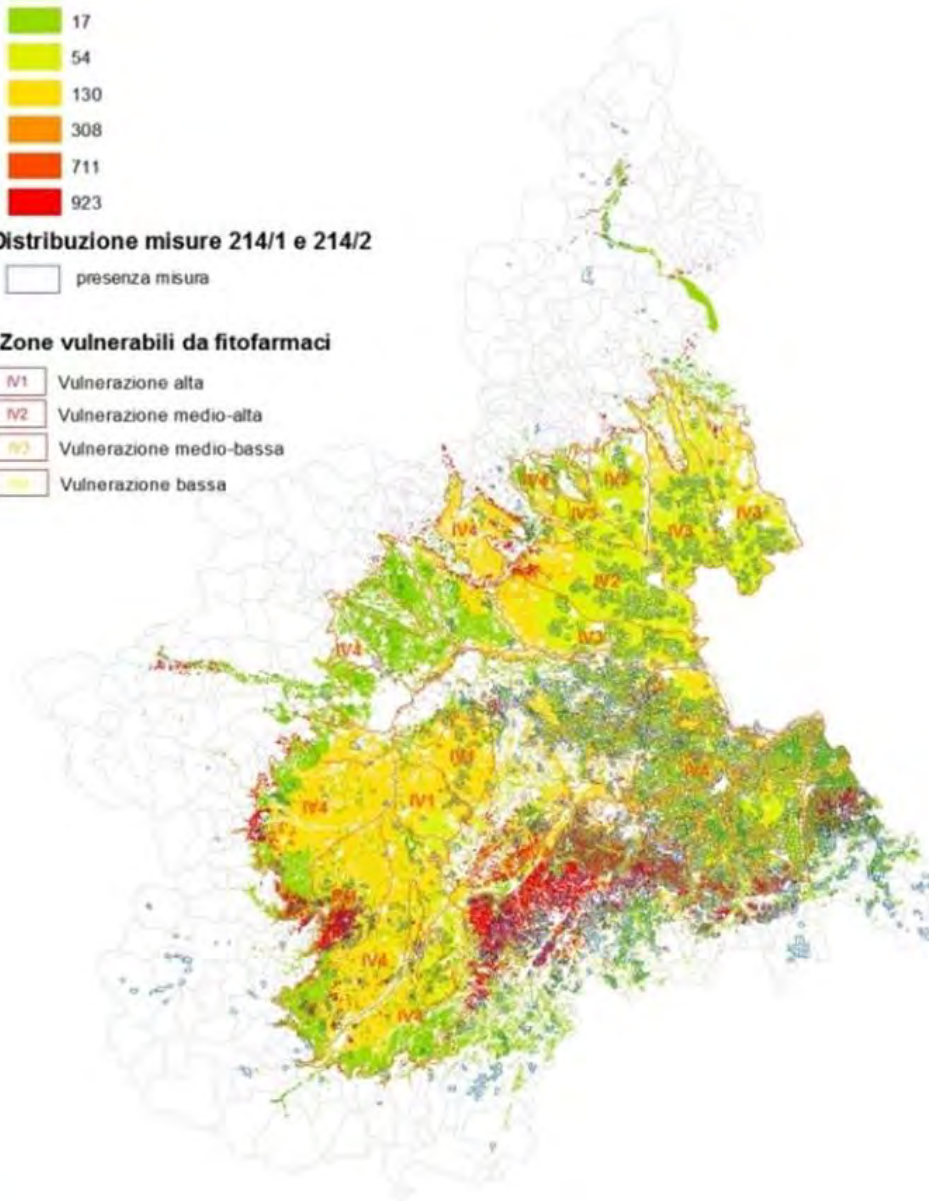 17
54
130
308
711
923
Distribuzione misure 214/1 e 214/2
presenza misura
Zone vulnerabili da fitofarmaci
IV1 Vulnerazione alta
IV2 Vulnerazione medio-alta
IV3 Vulnerazione medio-bassa
Vulnerazione bassa
IV4
IV3
IV3
IV2
IV3
IV4
IV4
IV1
IV4
IV4